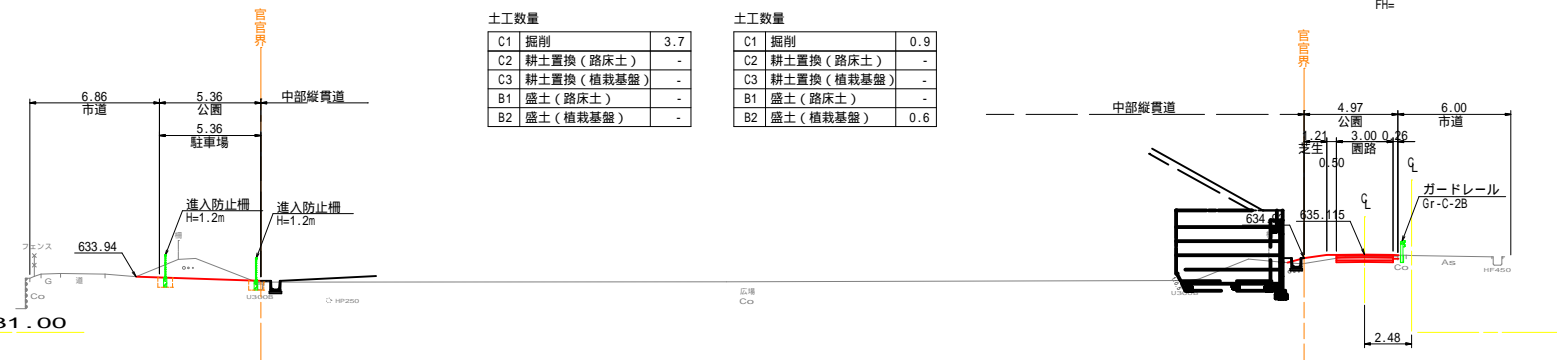 FH=
官官界
土工数量
C1 掘削 3.7
C2 耕土置換（路床土） -
C3 耕土置換（植栽基盤） -
B1 盛土（路床土） -
B2 盛土（植栽基盤） -
土工数量
C1 掘削 0.9
C2 耕土置換（路床土） -
C3 耕土置換（植栽基盤） -
B1 盛土（路床土） -
B2 盛土（植栽基盤） 0.6
官官界
6.86
市道
5.36
公園
中部縦貫道
5.36
駐車場
進入防止柵
H=1.2m
進入防止柵
H=1.2m
柵
フェンス
633.94
G
道
Co
U300B
HP250
31.00
広場
Co
中部縦貫道
4.97
公園
6.00
市道
1.21
芝生
3.00
園路
0.26
0.50
ガードレール
Gr-C-2B
634
635.115
U300B
Co
As
HF450
2.48